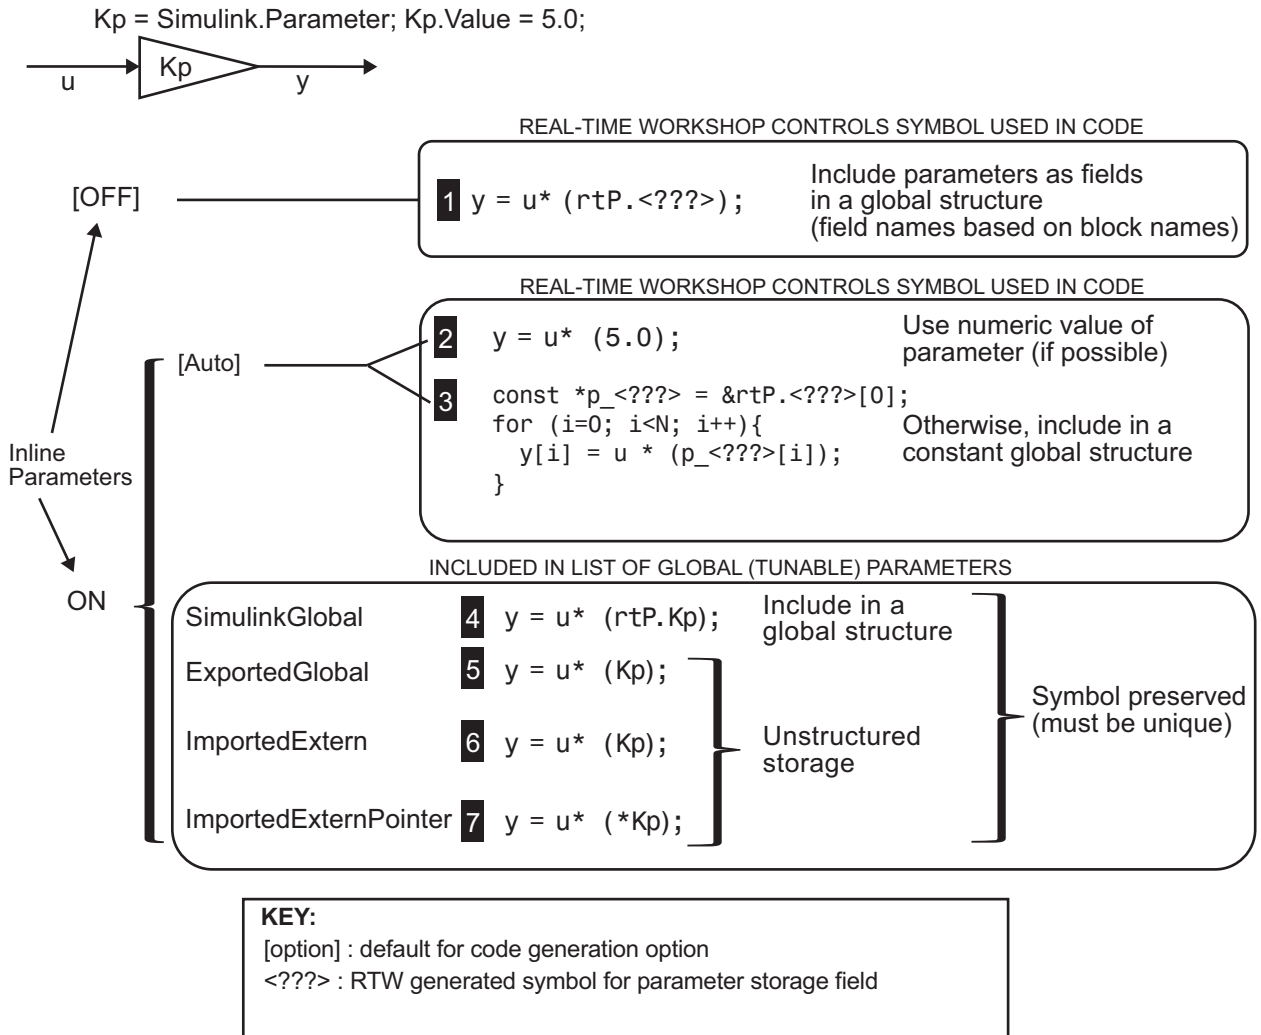 Kp = Simulink.Parameter; Kp.Value = 5.0;
Kp
u
y
REAL-TIME WORKSHOP CONTROLS SYMBOL USED IN CODE
[OFF]
1 y = u* (rtP.<???>);
Include parameters as fields
in a global structure
(field names based on block names)
REAL-TIME WORKSHOP CONTROLS SYMBOL USED IN CODE
[Auto]
2 y = u* (5.0);
Use numeric value of
parameter (if possible)
3 const *p_<???> = &rtP.<???>[0];
for (i=0; i<N; i++){
y[i] = u * (p_<???>[i]);
}
Otherwise, include in a
constant global structure
Inline
Parameters
ON
INCLUDED IN LIST OF GLOBAL (TUNABLE) PARAMETERS
SimulinkGlobal 4 y = u* (rtP.Kp);
Include in a
global structure
ExportedGlobal 5 y = u* (Kp);
ImportedExtern 6 y = u* (Kp);
Unstructured
storage
Symbol preserved
(must be unique)
ImportedExternPointer 7 y = u* (*Kp);
KEY:
[option] : default for code generation option
<???> : RTW generated symbol for parameter storage field